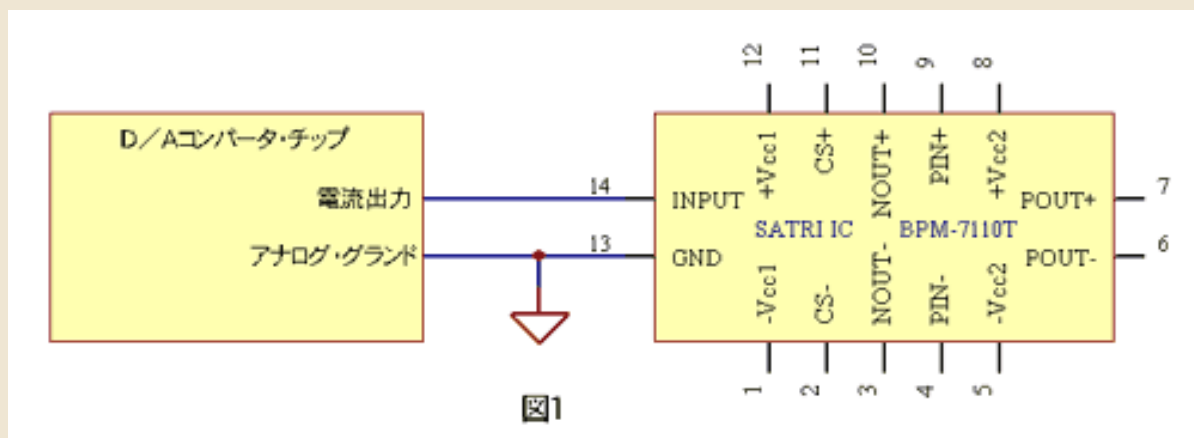 12 11 10 9 8
D/Aコンバータ・チップ
電流出力
アナログ・グランド
14
13
INPUT
GND
+Vcc1
CS+
NOUT+
PIN+
+Vcc2
SATRI IC
BPM-7110T
-Vcc1
CS-
NOUT-
PIN-
-Vcc2
POUT+
POUT-
7
6
1 2 3 4 5
図1